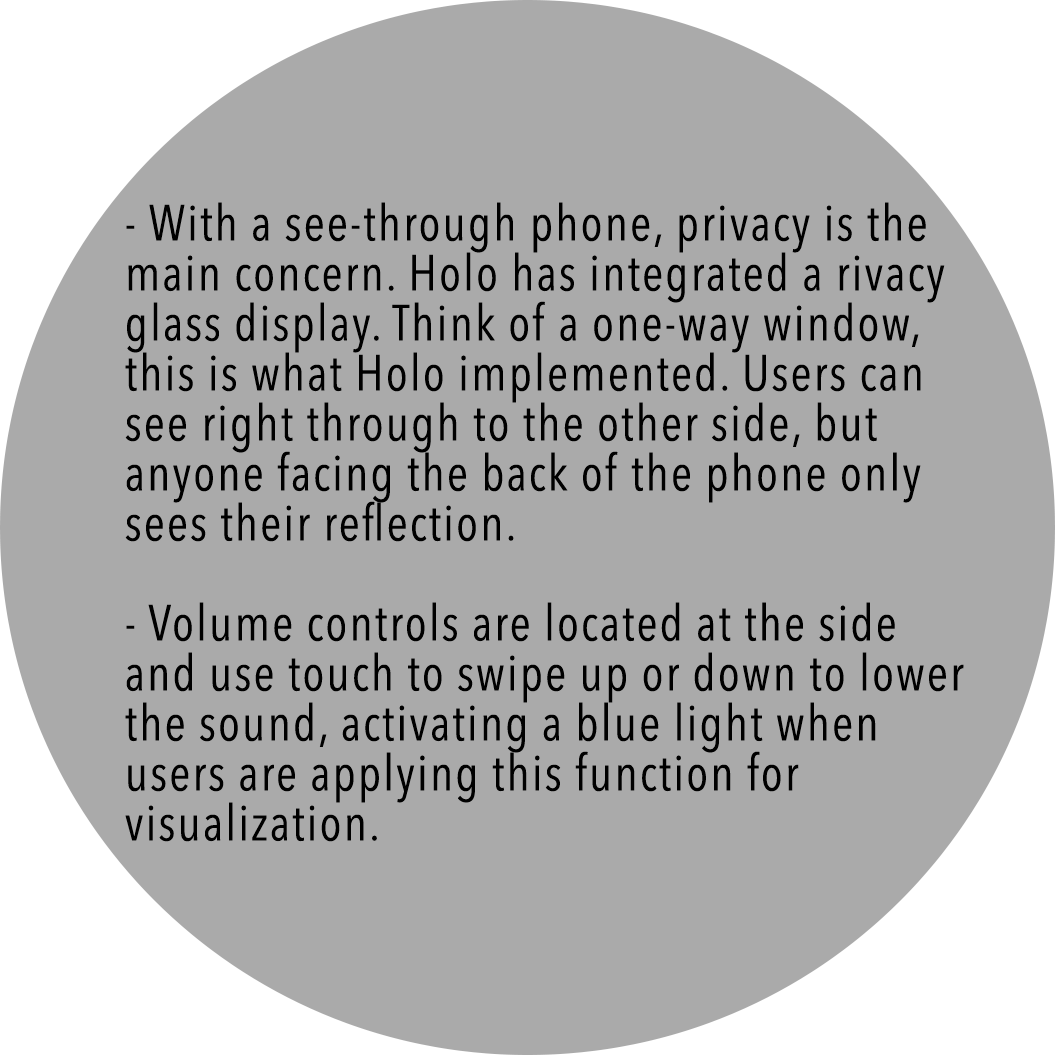 - With a see-through phone, privacy is the
main concern. Holo has integrated a rivacy
glass display. Think of a one-way window,
this is what Holo implemented. Users can
see right through to the other side, but
anyone facing the back of the phone only
sees their reflection.
- Volume controls are located at the side
and use touch to swipe up or down to lower
the sound, activating a blue light when
users are applying this function for
visualization.